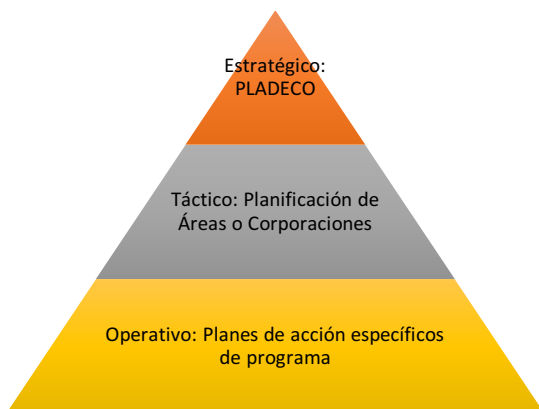 Estratégico:
PLADECO
Táctico: Planificación de
Áreas o Corporaciones
Operativo: Planes de acción específicos
de programa